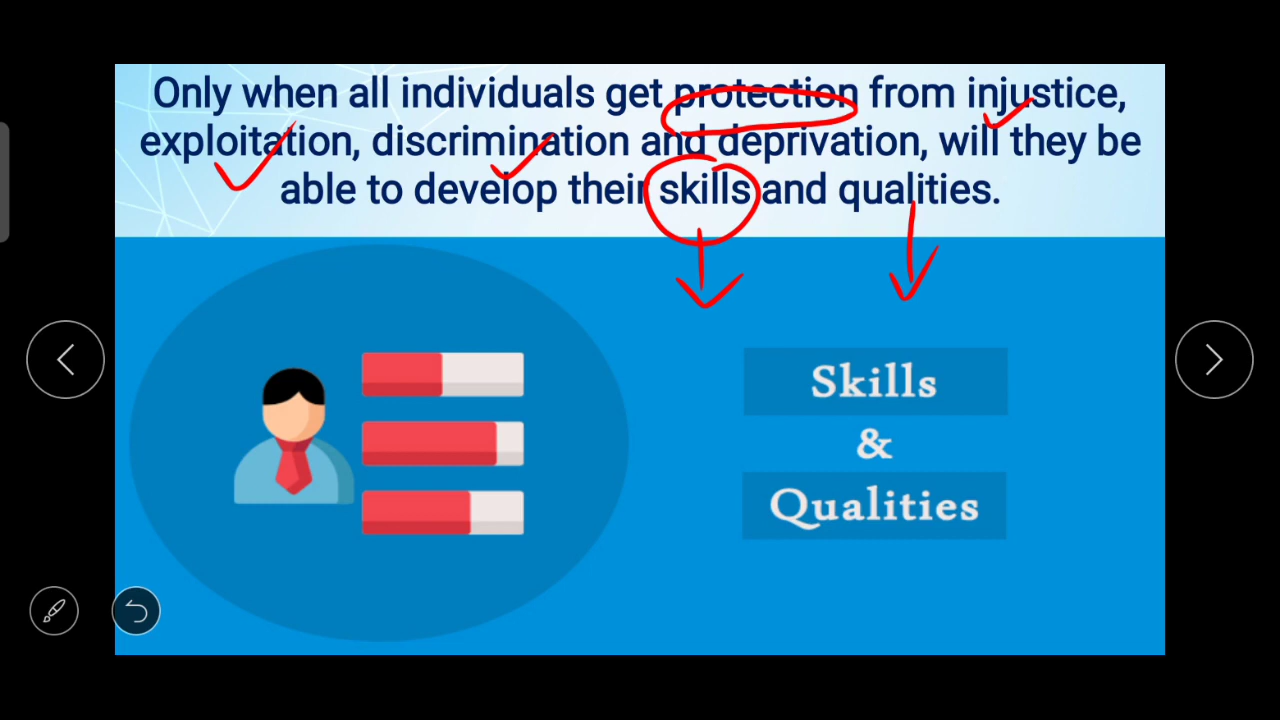 Only when all individuals get protection from injustice,
exploitation, discrimination and deprivation, will they be
able to develop their skills and qualities.
Skills
&
Qualities